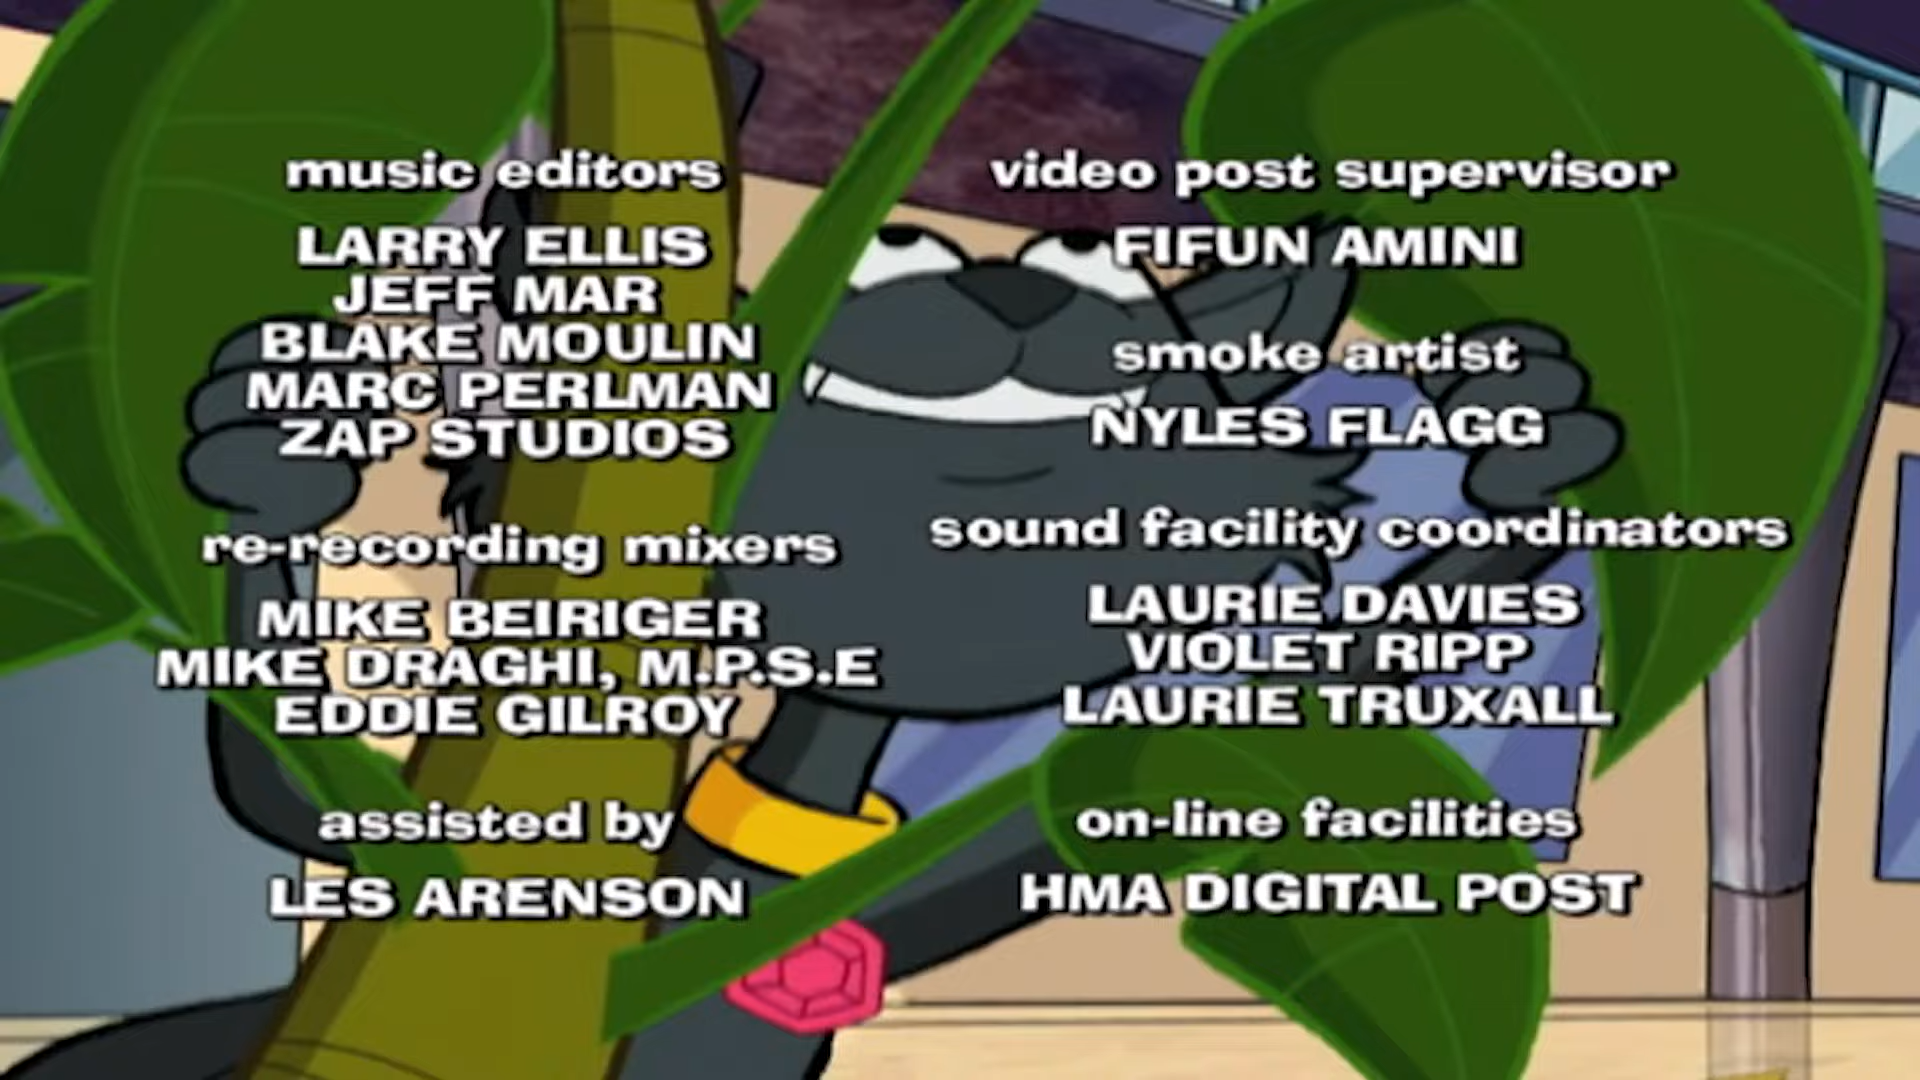 music editors
LARRY ELLIS
JEFF MAR
BLAKE MOULIN
MARC PERLMAN
ZAP STUDIOS
re-recording mixers
MIKE BEIRIGER
MIKE DRAGHI, M.P.S.E
EDDIE GILROY
assisted by
LES ARENSON
video post supervisor
FIFUN AMINI
smoke artist
NYLES FLAGG
sound facility coordinators
LAURIE DAVIES
VIOLET RIPP
LAURIE TRUXALL
on-line facilities
HMA DIGITAL POST